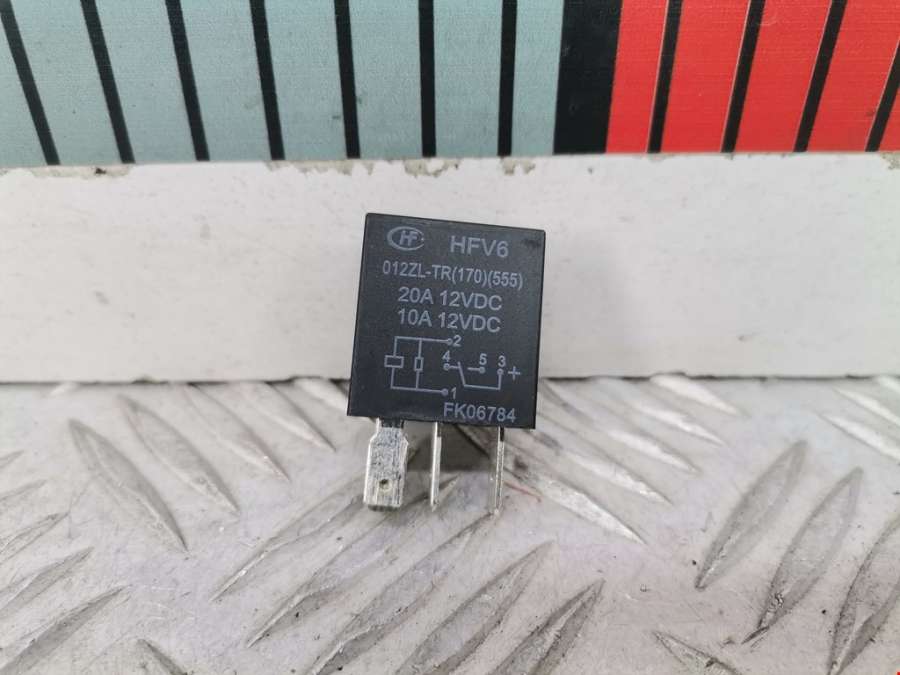 HF HFV6
012ZL-TR(170)(555)
20A 12VDC
10A 12VDC
2
4 5 3 +
1
FK06784